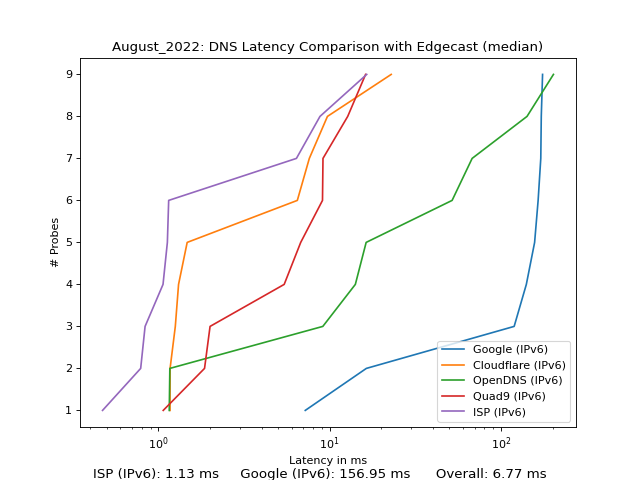 August_2022: DNS Latency Comparison with Edgecast (median)
9
8
7
6
5
4
3
2
1
# Probes
Google (IPv6)
Cloudflare (IPv6)
OpenDNS (IPv6)
Quad9 (IPv6)
ISP (IPv6)
10⁰ 10¹ 10²
Latency in ms
ISP (IPv6): 1.13 ms Google (IPv6): 156.95 ms Overall: 6.77 ms